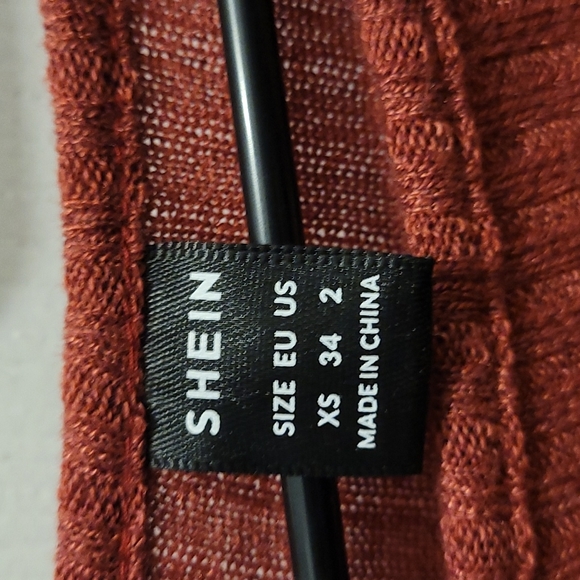 SHEIN
SIZE EU US
XS 34 2
MADE IN CHINA